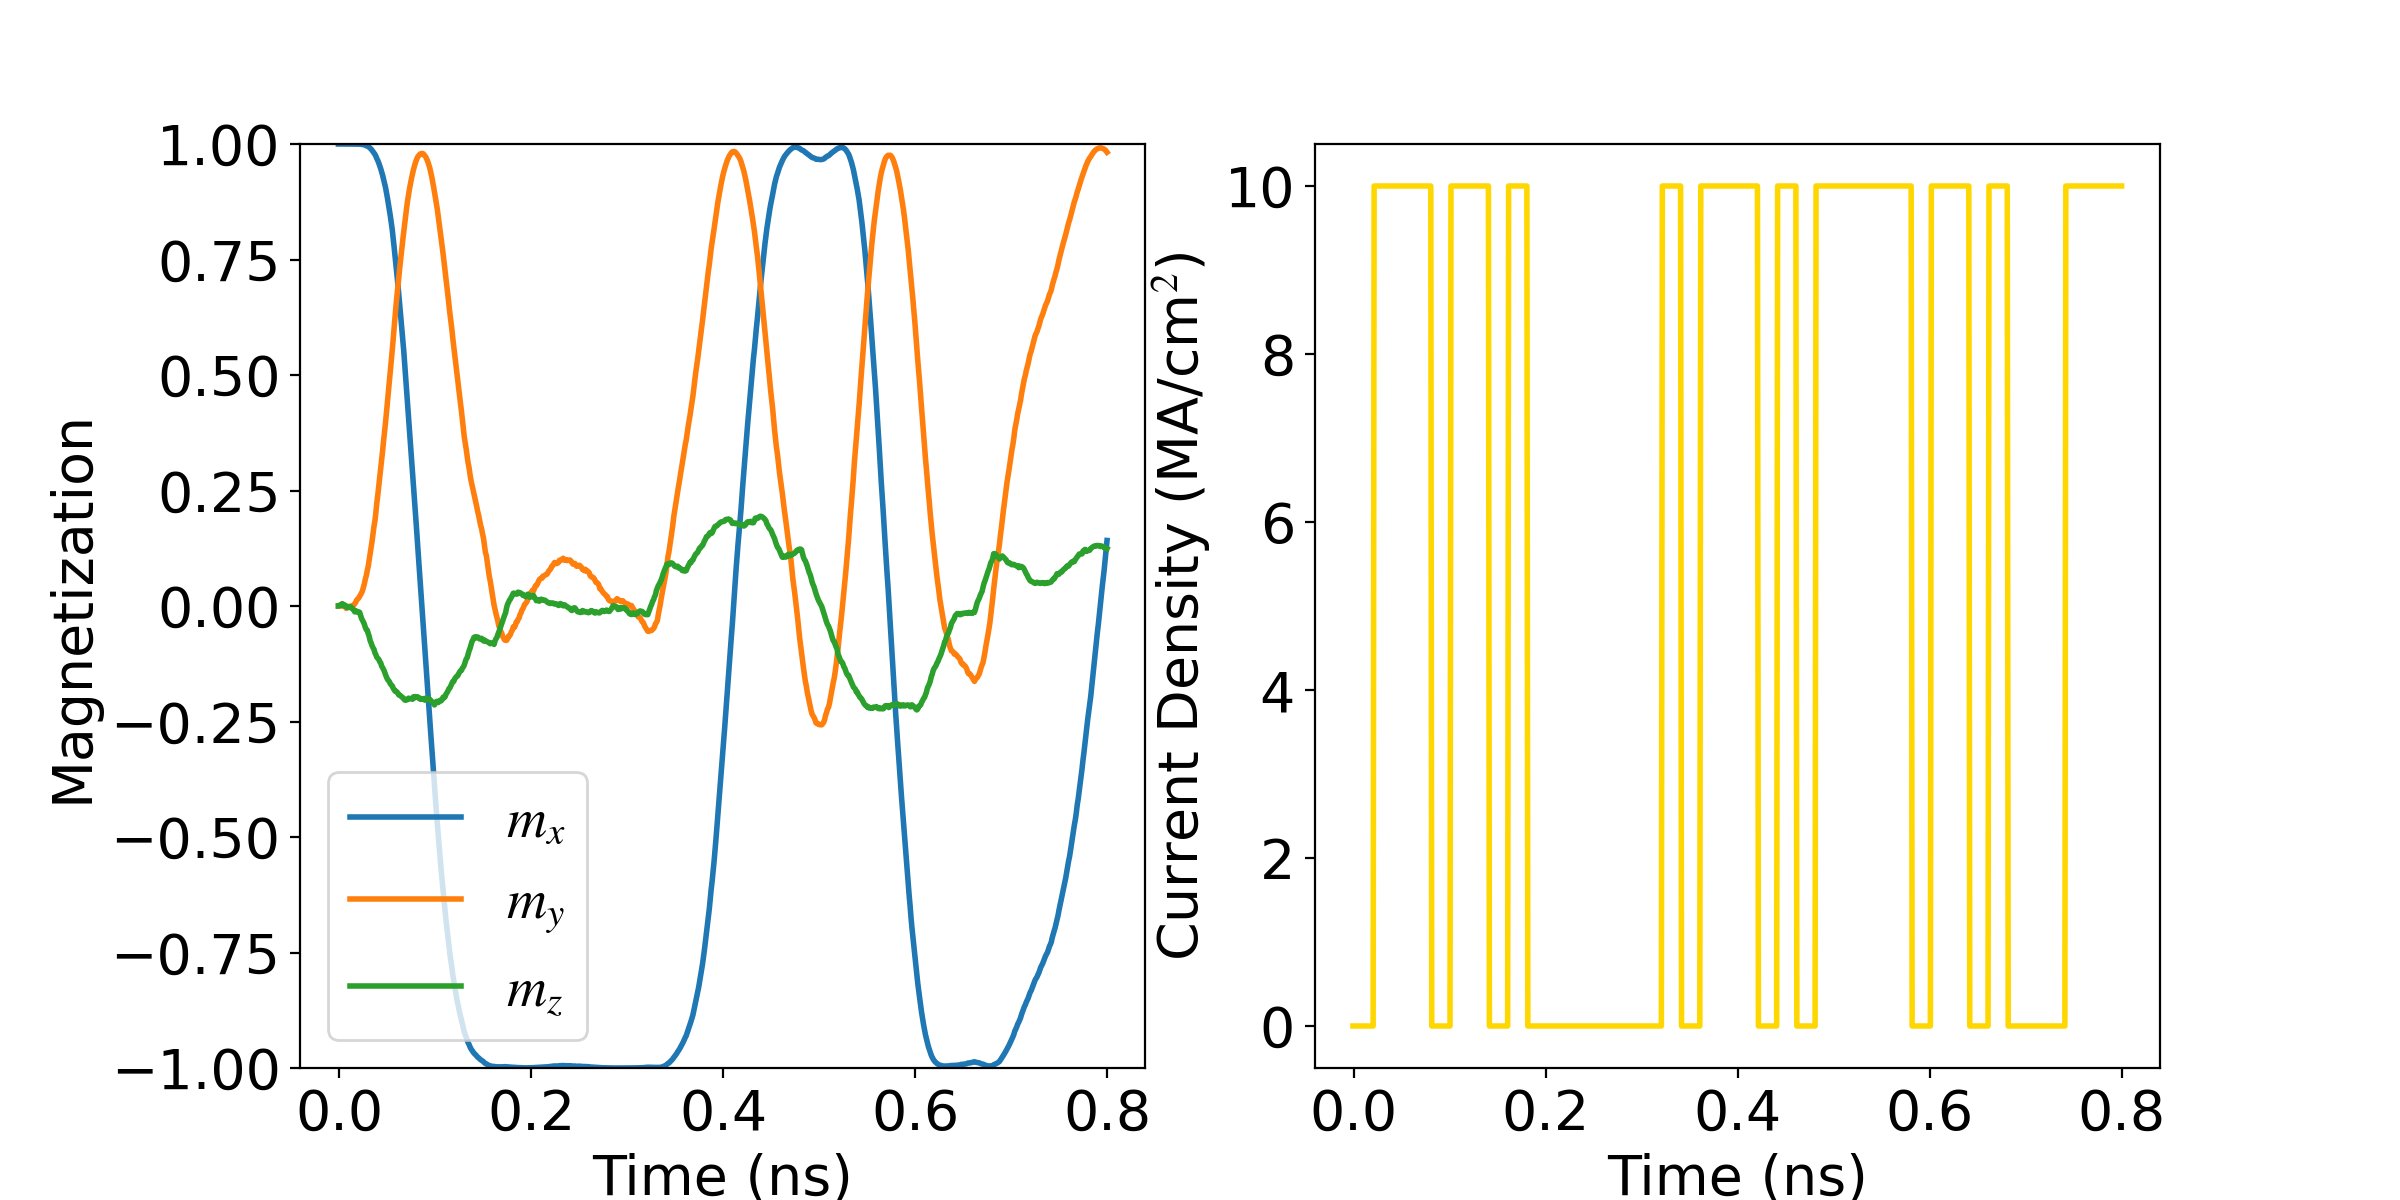 Magnetization
1.00
0.75
0.50
0.25
0.00
−0.25
−0.50
−0.75
−1.00
m_x
m_y
m_z
0.0 0.2 0.4 0.6 0.8
Time (ns)
Current Density (MA/cm²)
10
8
6
4
2
0
0.0 0.2 0.4 0.6 0.8
Time (ns)